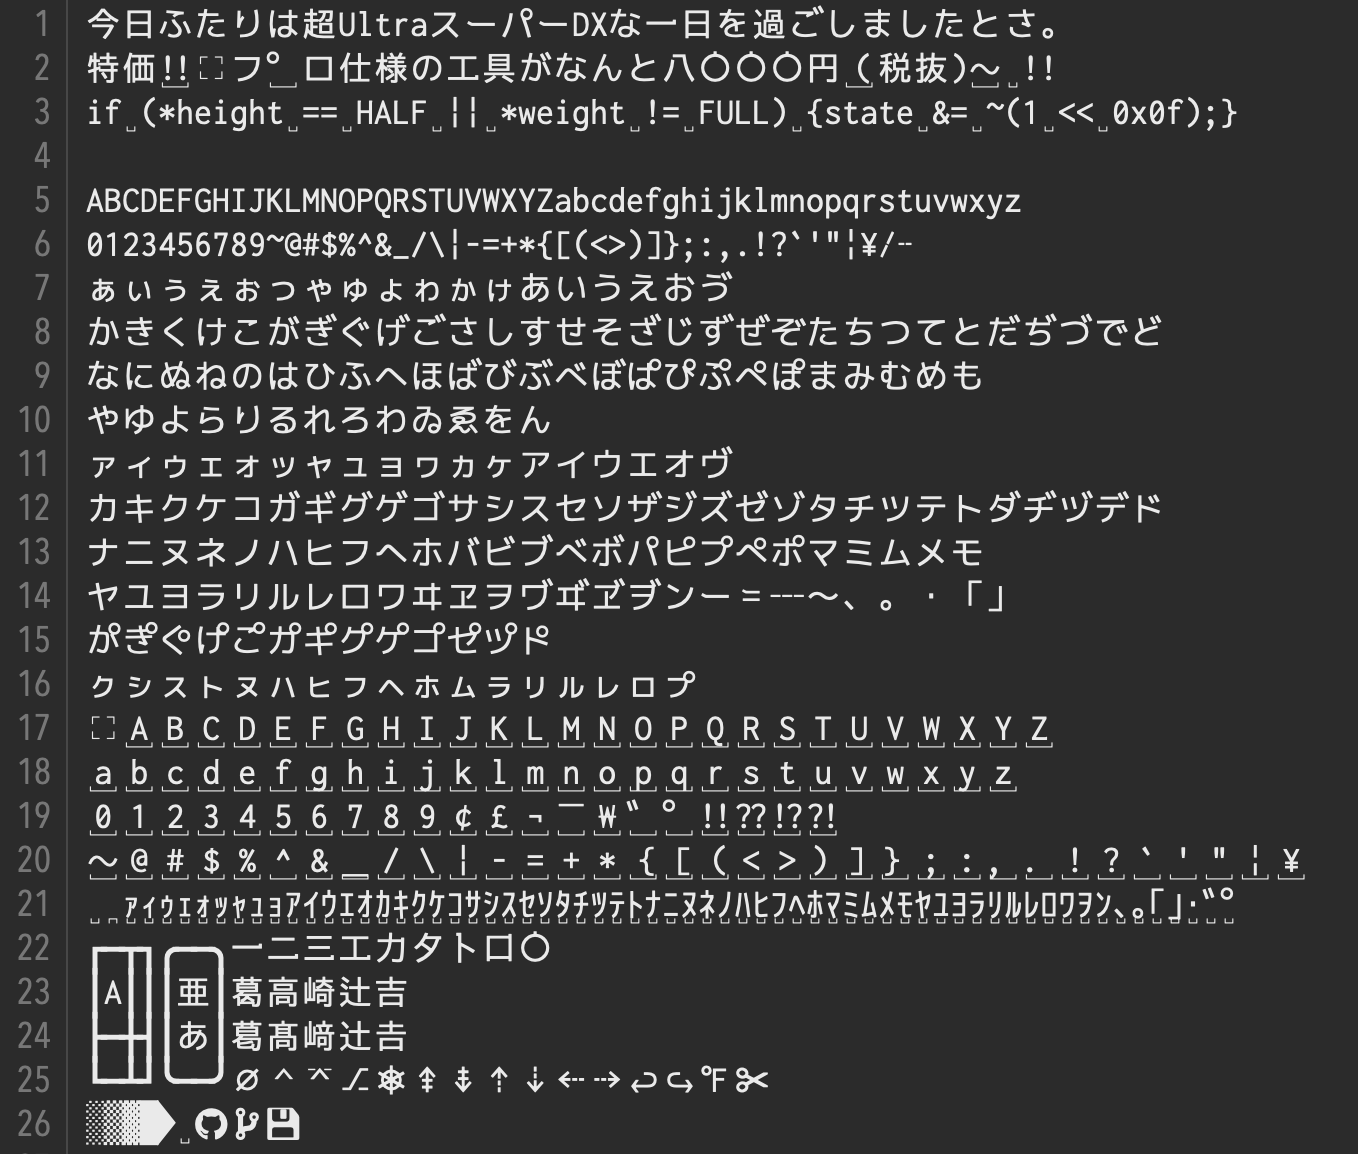 1 今日ふたりは超UltraスーパーDXな一日を過ごしましたとさ。
2 特価‼　プ゜ロ仕様の工具がなんと八〇〇〇円（税抜)～ !!
3 if (*height == HALF || *weight != FULL) {state &= ~(1 << 0x0f);}
4
5 ABCDEFGHIJKLMNOPQRSTUVWXYZabcdefghijklmnopqrstuvwxyz
6 0123456789~@#$%^&_/\|-=+*{[(<>)]};:,.!?`'"¦¥/╌
7 ぁぃぅぇぉっゃゅょゎゕゖあいうえおゔ
8 かきくけこがぎぐげごさしすせそざじずぜぞたちつてとだぢづでど
9 なにぬねのはひふへほばびぶべぼぱぴぷぺぽまみむめも
10 やゆよらりるれろわゐゑをん
11 ァィゥェォッャュョヮヵヶアイウエオヴ
12 カキクケコガギグゲゴサシスセソザジズゼゾタチツテトダヂヅデド
13 ナニヌネノハヒフヘホバビブベボパピプペポマミムメモ
14 ヤユヨラリルレロワヰヱヲヷヸヹヺンー゠┄～、。・「」
15 か゚き゚く゚け゚こ゚カ゚キ゚ク゚ケ゚コ゚セ゚ツ゚ト゚
16 ㇰㇱㇲㇳㇴㇵㇶㇷㇸㇹㇺㇻㇼㇽㇾㇿㇷ゚
17 　ＡＢＣＤＥＦＧＨＩＪＫＬＭＮＯＰＱＲＳＴＵＶＷＸＹＺ
18 ａｂｃｄｅｆｇｈｉｊｋｌｍｎｏｐｑｒｓｔｕｖｗｘｙｚ
19 ０１２３４５６７８９￠￡￢￣￦゛゜‼⁇⁉⁈
20 ～＠＃＄％＾＆＿／＼｜－＝＋＊｛［（＜＞）］｝；：，．！？｀＇＂￤￥
21 ｧｨｩｪｫｯｬｭｮｱｲｳｴｵｶｷｸｹｺｻｼｽｾｿﾀﾁﾂﾃﾄﾅﾆﾇﾈﾉﾊﾋﾌﾍﾎﾏﾐﾑﾒﾓﾔﾕﾖﾗﾘﾙﾚﾛﾜｦﾝ､｡｢｣･ﾞﾟ
22 一二三工力夕卜口〇
23 A 亜 葛高崎辻吉
24 あ 葛髙﨑辻𠮷
25 ∅⌃⌤⌥⎈⇞⇟⇡⇣⇠⇢↩↪℉✂
26